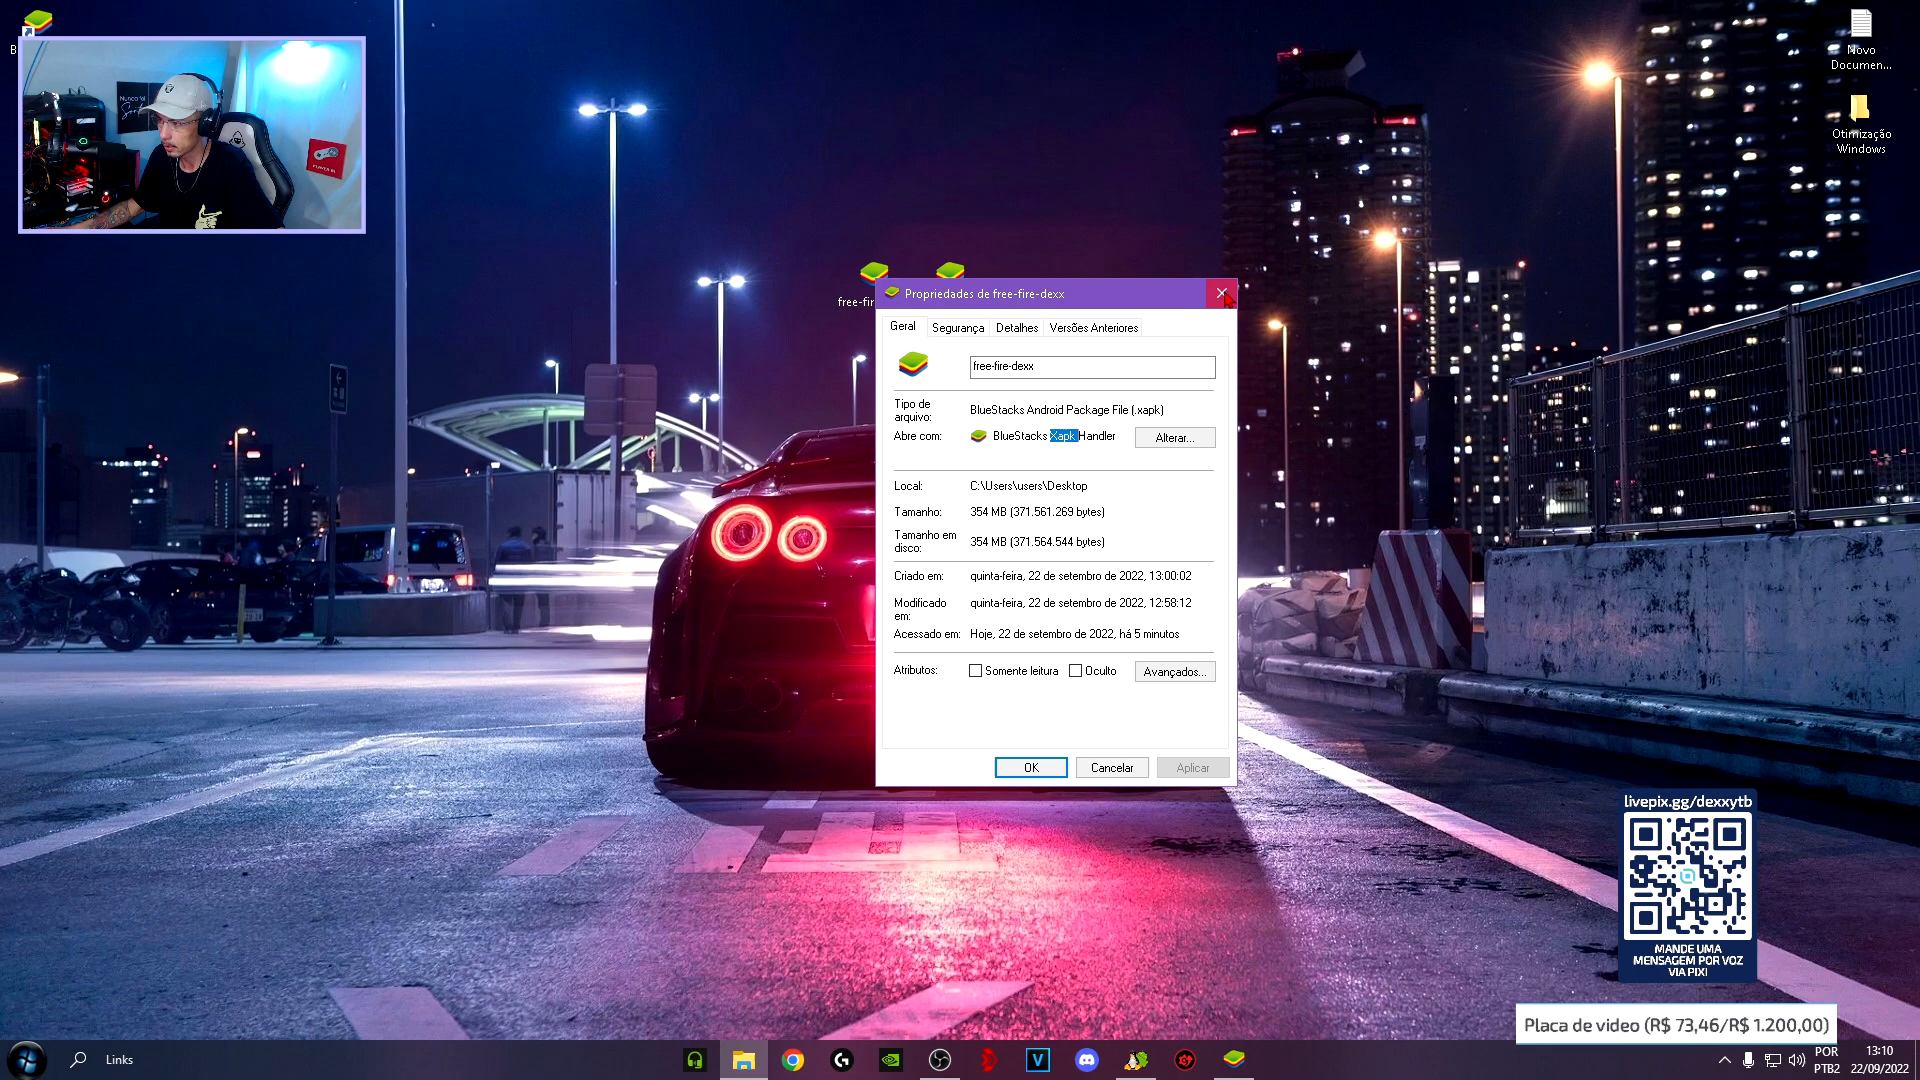 B
Nunca foi
Sorte
PLAYER 01
Novo
Documen...
Otimização
Windows
free-fir
Propriedades de free-fire-dexx
Geral
Segurança
Detalhes
Versões Anteriores
free-fire-dexx
Tipo de
arquivo:
BlueStacks Android Package File (.xapk)
Abre com:
BlueStacks Xapk Handler
Alterar...
Local:
C:\Users\users\Desktop
Tamanho:
354 MB (371.561.269 bytes)
Tamanho em
disco:
354 MB (371.564.544 bytes)
Criado em:
quinta-feira, 22 de setembro de 2022, 13:00:02
Modificado
em:
quinta-feira, 22 de setembro de 2022, 12:58:12
Acessado em:
Hoje, 22 de setembro de 2022, há 5 minutos
Atributos:
Somente leitura
Oculto
Avançados...
OK
Cancelar
Aplicar
livepix.gg/dexxytb
MANDE UMA
MENSAGEM POR VOZ
VIA PIX!
Placa de video (R$ 73,46/R$ 1.200,00)
Links
V
POR
PTB2
13:10
22/09/2022